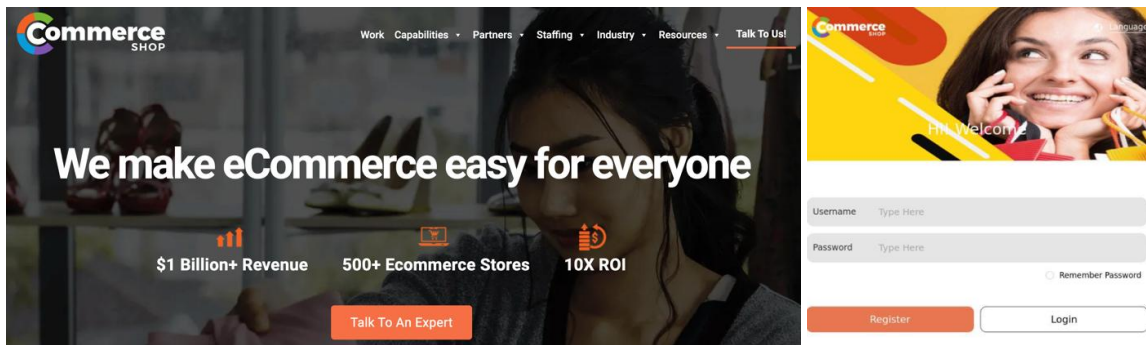 Commerce
SHOP
Work Capabilities Partners Staffing Industry Resources Talk To Us!
We make eCommerce easy for everyone
$1 Billion+ Revenue 500+ Ecommerce Stores 10X ROI
Talk To An Expert
Commerce
SHOP
Language
Hi! Welcome
Username Type Here
Password Type Here
Remember Password
Register Login